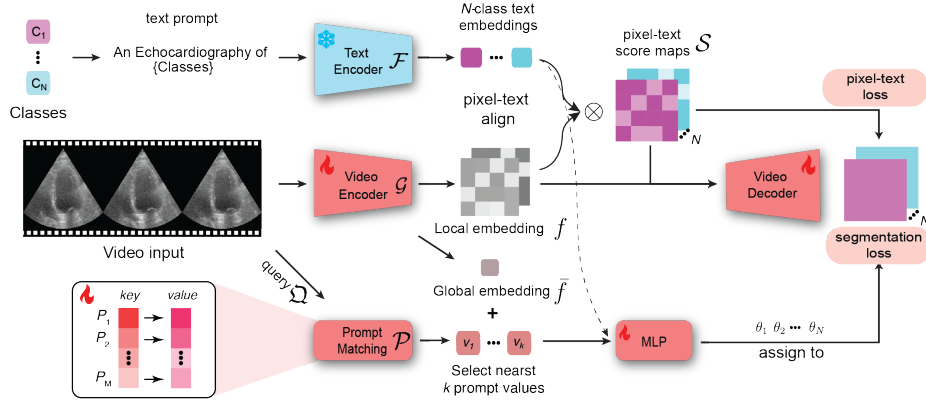 Classes
C1
CN
text prompt
An Echocardiography of
{Classes}
Text
Encoder F
N-class text
embeddings
pixel-text
align
⊗
pixel-text
score maps S
N
pixel-text
loss
Video input
Video
Encoder G
Local embedding f
Video
Decoder
N
segmentation
loss
query Q
Global embedding f̄
+
key value
P1
P2
PM
Prompt
Matching P
v1 ••• vk
Select nearst
k prompt values
MLP
θ1 θ2 ••• θN
assign to